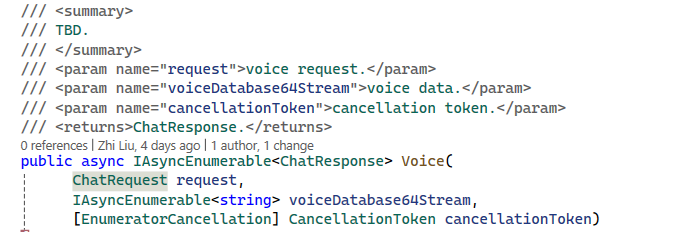 /// <summary>
/// TBD.
/// </summary>
/// <param name="request">voice request.</param>
/// <param name="voiceDatabase64Stream">voice data.</param>
/// <param name="cancellationToken">cancellation token.</param>
/// <returns>ChatResponse.</returns>
0 references | Zhi Liu, 4 days ago | 1 author, 1 change
public async IAsyncEnumerable<ChatResponse> Voice(
ChatRequest request,
IAsyncEnumerable<string> voiceDatabase64Stream,
[EnumeratorCancellation] CancellationToken cancellationToken)